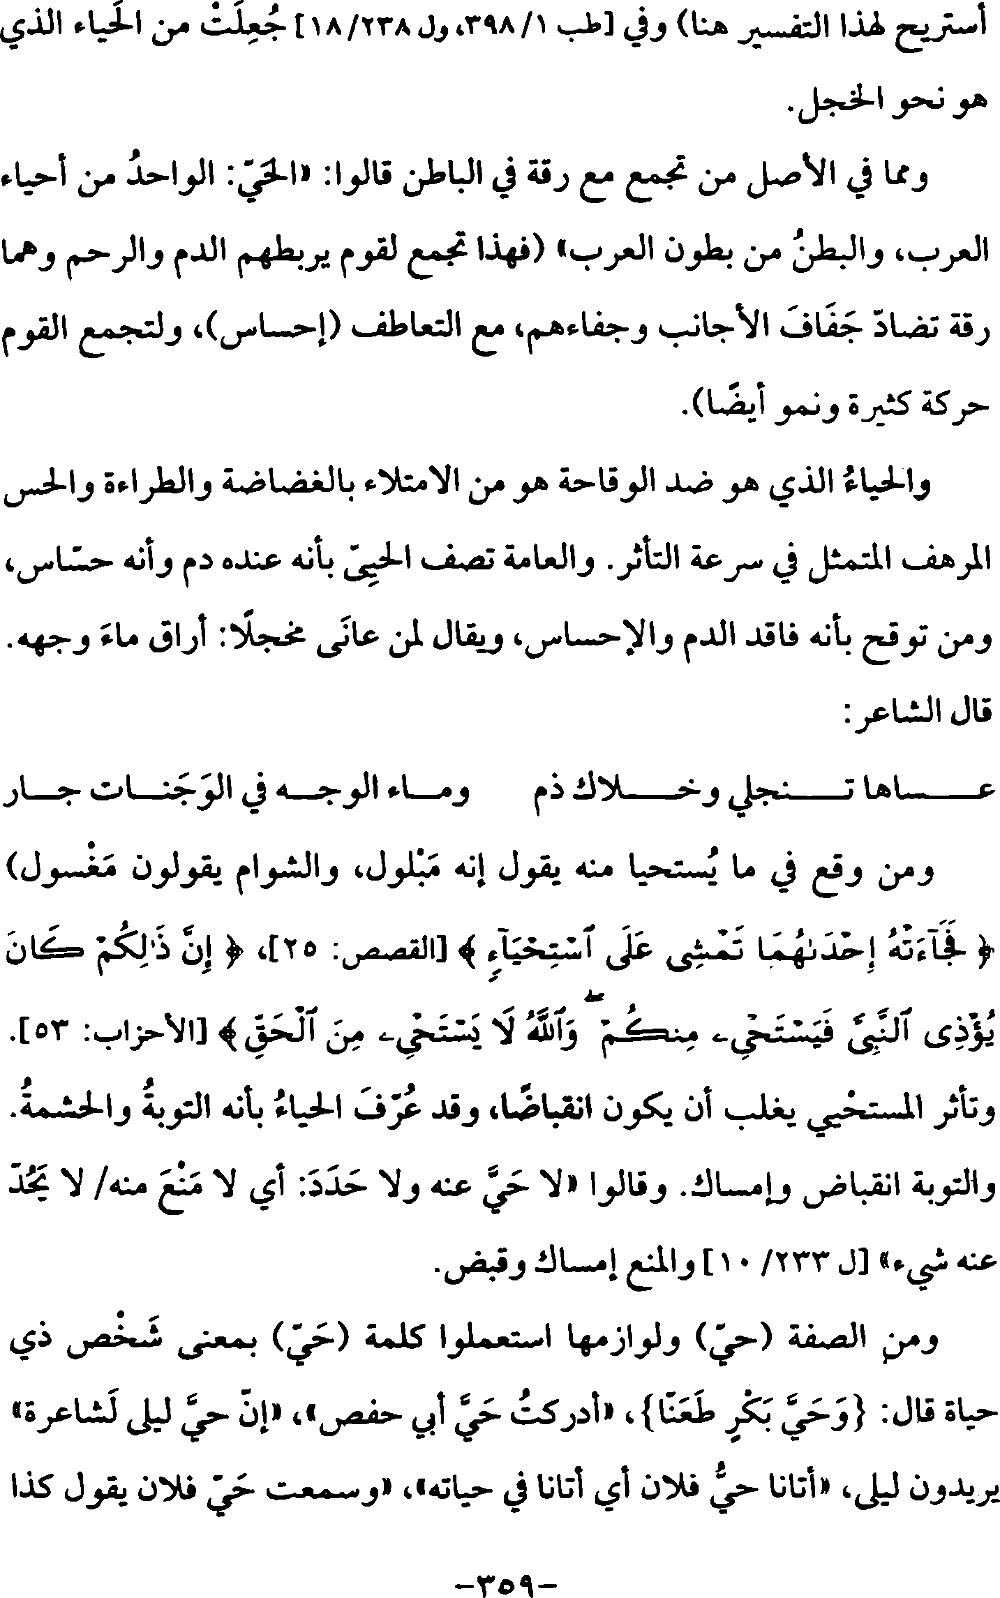 أستريح لهذا التفسير هنا) وفي [طب ١/ ٣٩٨، ول ٢٣٨/ ١٨] جُعِلَتْ من الحَياء الذي
هو نحو الخجل.
ومما في الأصل من تجمع مع رقة في الباطن قالوا: «الحَيّ: الواحدُ من أحياء
العرب، والبطنُ من بطون العرب» (فهذا تجمع لقوم يربطهم الدم والرحم وهما
رقة تضادّ جَفَافَ الأجانب وجفاءهم، مع التعاطف (إحساس)، ولتجمع القوم
حركة كثيرة ونمو أيضًا).
والحياءُ الذي هو ضد الوقاحة هو من الامتلاء بالغضاضة والطراءة والحس
المرهف المتمثل في سرعة التأثر. والعامة تصف الحيِيّ بأنه عنده دم وأنه حسّاس،
ومن توقح بأنه فاقد الدم والإحساس، ويقال لمن عانَى مخجلًا: أراق ماءَ وجهه.
قال الشاعر:
عـــساها تـــنجلي وخـــلاك ذم ومـــاء الوجـــه في الوَجَنـــات جـــار
ومن وقع في ما يُستحيا منه يقول إنه مَبْلول، والشوام يقولون مَغْسول)
﴿ فَجَآءَتْهُ إِحْدَىٰهُمَا تَمْشِى عَلَى ٱسْتِحْيَآءٍ ﴾ [القصص: ٢٥]، ﴿ إِنَّ ذَٰلِكُمْ كَانَ
يُؤْذِى ٱلنَّبِىَّ فَيَسْتَحْىِۦ مِنكُمْ ۖ وَٱللَّهُ لَا يَسْتَحْىِۦ مِنَ ٱلْحَقِّ ﴾ [الأحزاب: ٥٣].
وتأثر المستحْيي يغلب أن يكون انقباضًا، وقد عُرّفَ الحياءُ بأنه التوبةُ والحشمةُ.
والتوبة انقباض وإمساك. وقالوا «لا حَيَّ عنه ولا حَدَدَ: أي لا مَنْعَ منه/ لا يَحُدّ
عنه شيء» [ل ٢٣٣/ ١٠] والمنع إمساك وقبض.
ومن الصفة (حيّ) ولوازمها استعملوا كلمة (حَيّ) بمعنى شَخْص ذي
حياة قال: {وَحَيَّ بَكْرٍ طَعَنّا}، «أدركتُ حَيَّ أبي حفص»، «إنّ حيَّ ليلى لَشاعرة»
يريدون ليلى، «أتانا حيُّ فلان أي أتانا في حياته»، «وسمعت حَيّ فلان يقول كذا
-٣٥٩-